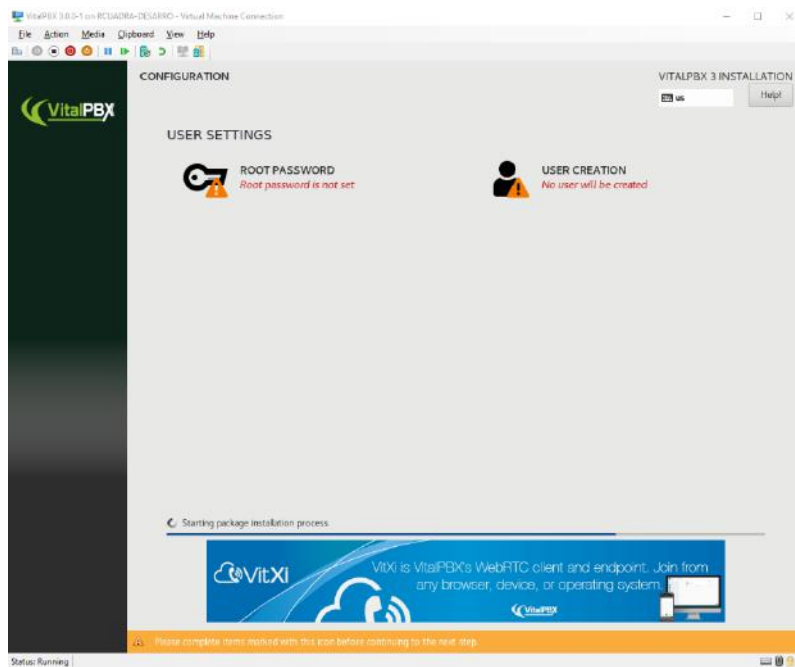 VitalPBX 3.0.0-1 on RCUADRA-DESARRO - Virtual Machine Connection
File Action Media Clipboard View Help
VitalPBX
CONFIGURATION
VITALPBX 3 INSTALLATION
us
Help!
USER SETTINGS
ROOT PASSWORD
Root password is not set
USER CREATION
No user will be created
Starting package installation process
VitXi
VitXi is VitalPBX's WebRTC client and endpoint. Join from
any browser, device, or operating system.
VitalPBX
Please complete items marked with this icon before continuing to the next step.
Status: Running